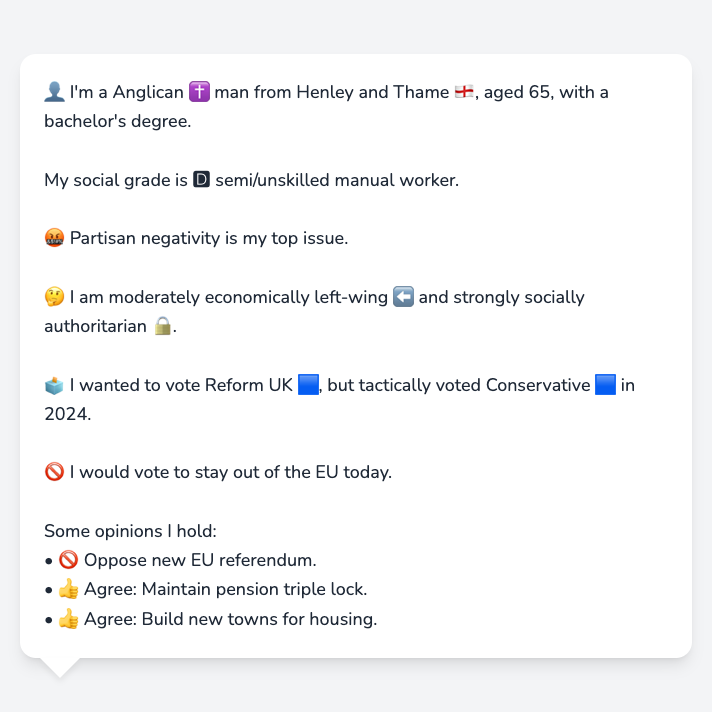 👤 I'm a Anglican ✝️ man from Henley and Thame 🏴󠁧󠁢󠁥󠁮󠁧󠁿, aged 65, with a
bachelor's degree.
My social grade is 🅳 semi/unskilled manual worker.
🤬 Partisan negativity is my top issue.
🤔 I am moderately economically left-wing ⬅️ and strongly socially
authoritarian 🔒.
🗳️ I wanted to vote Reform UK 🟦, but tactically voted Conservative 🟦 in
2024.
🚫 I would vote to stay out of the EU today.
Some opinions I hold:
• 🚫 Oppose new EU referendum.
• 👍 Agree: Maintain pension triple lock.
• 👍 Agree: Build new towns for housing.